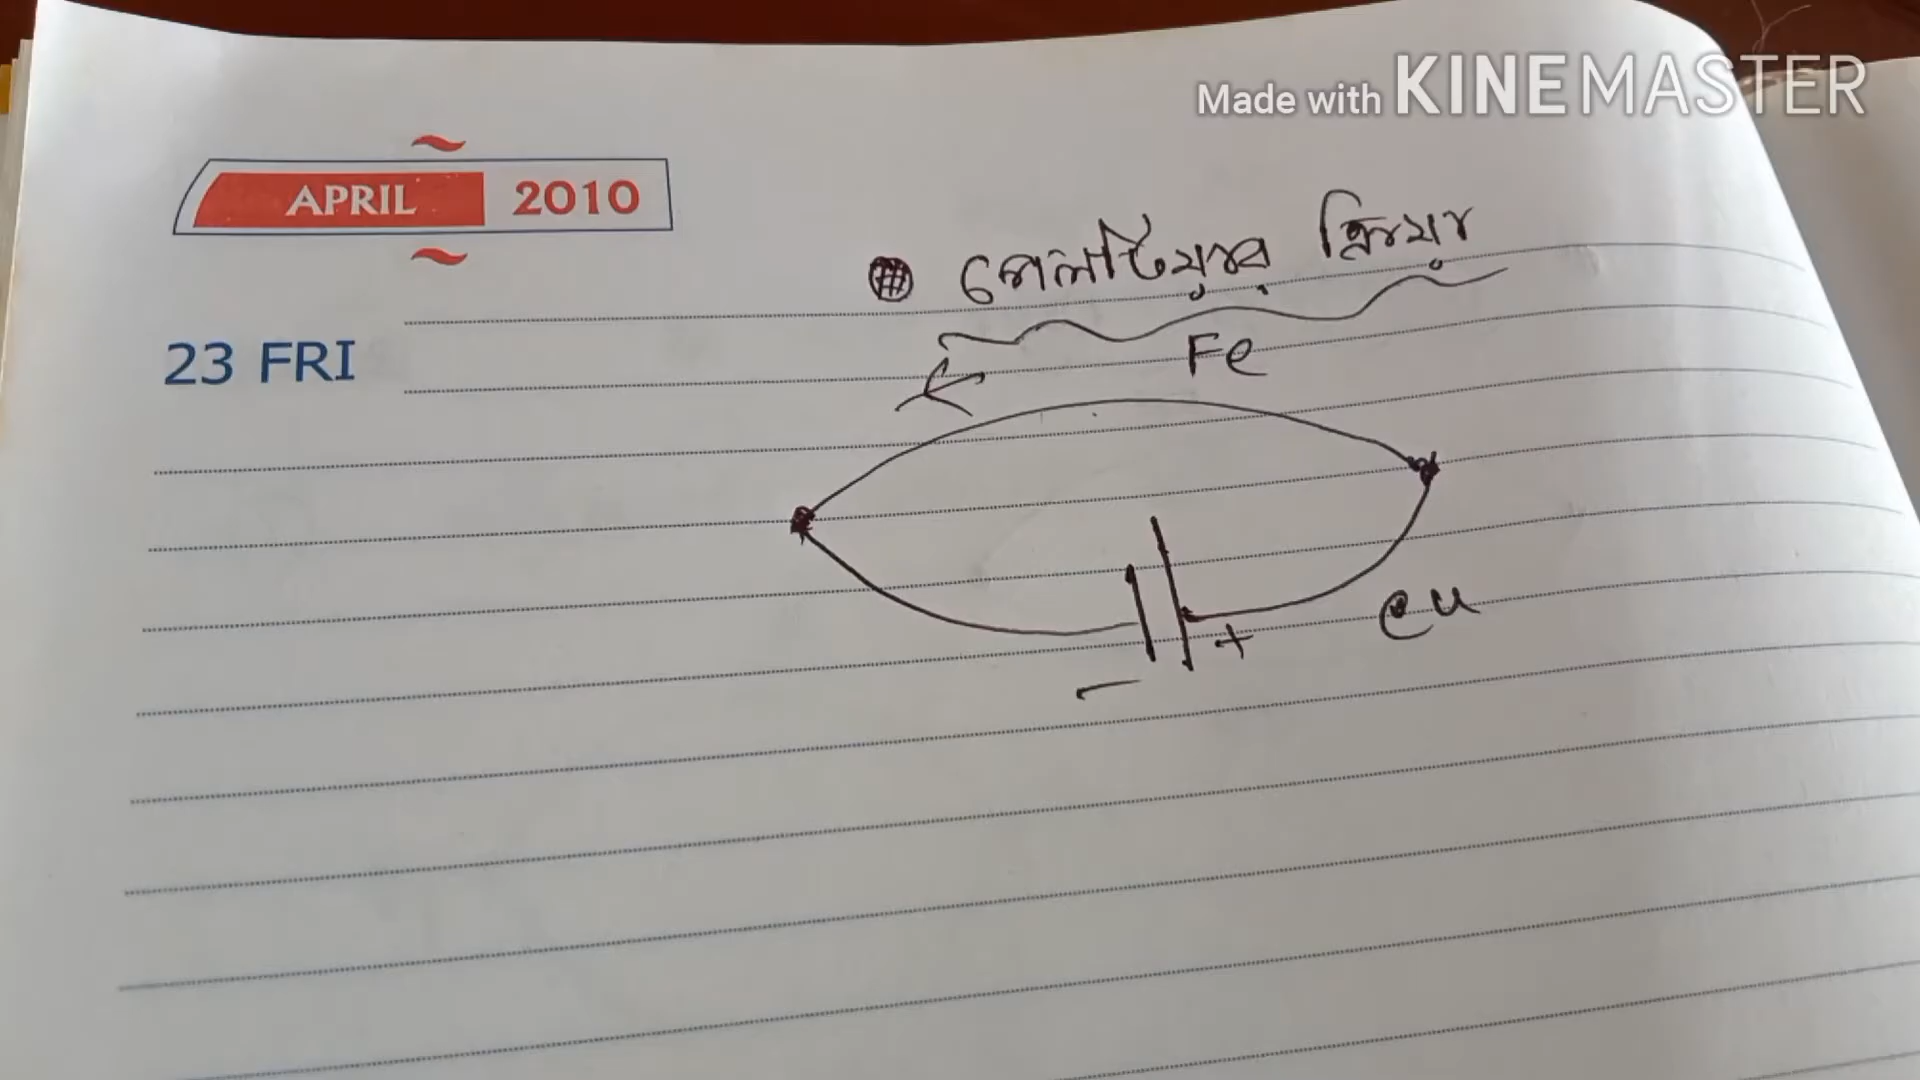 Made with KINEMASTER
APRIL 2010
পেলটিয়ার ক্রিয়া
23 FRI
Fe
Cu
+
−